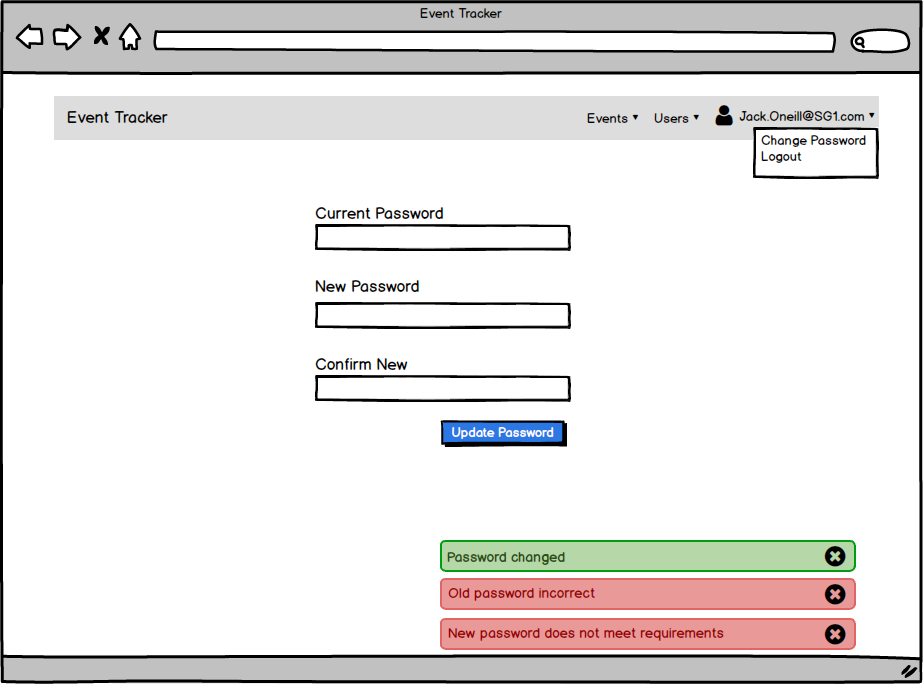 Event Tracker
Event Tracker
Events ▾ Users ▾ Jack.Oneill@SG1.com ▾
Change Password
Logout
Current Password
New Password
Confirm New
Update Password
Password changed
Old password incorrect
New password does not meet requirements